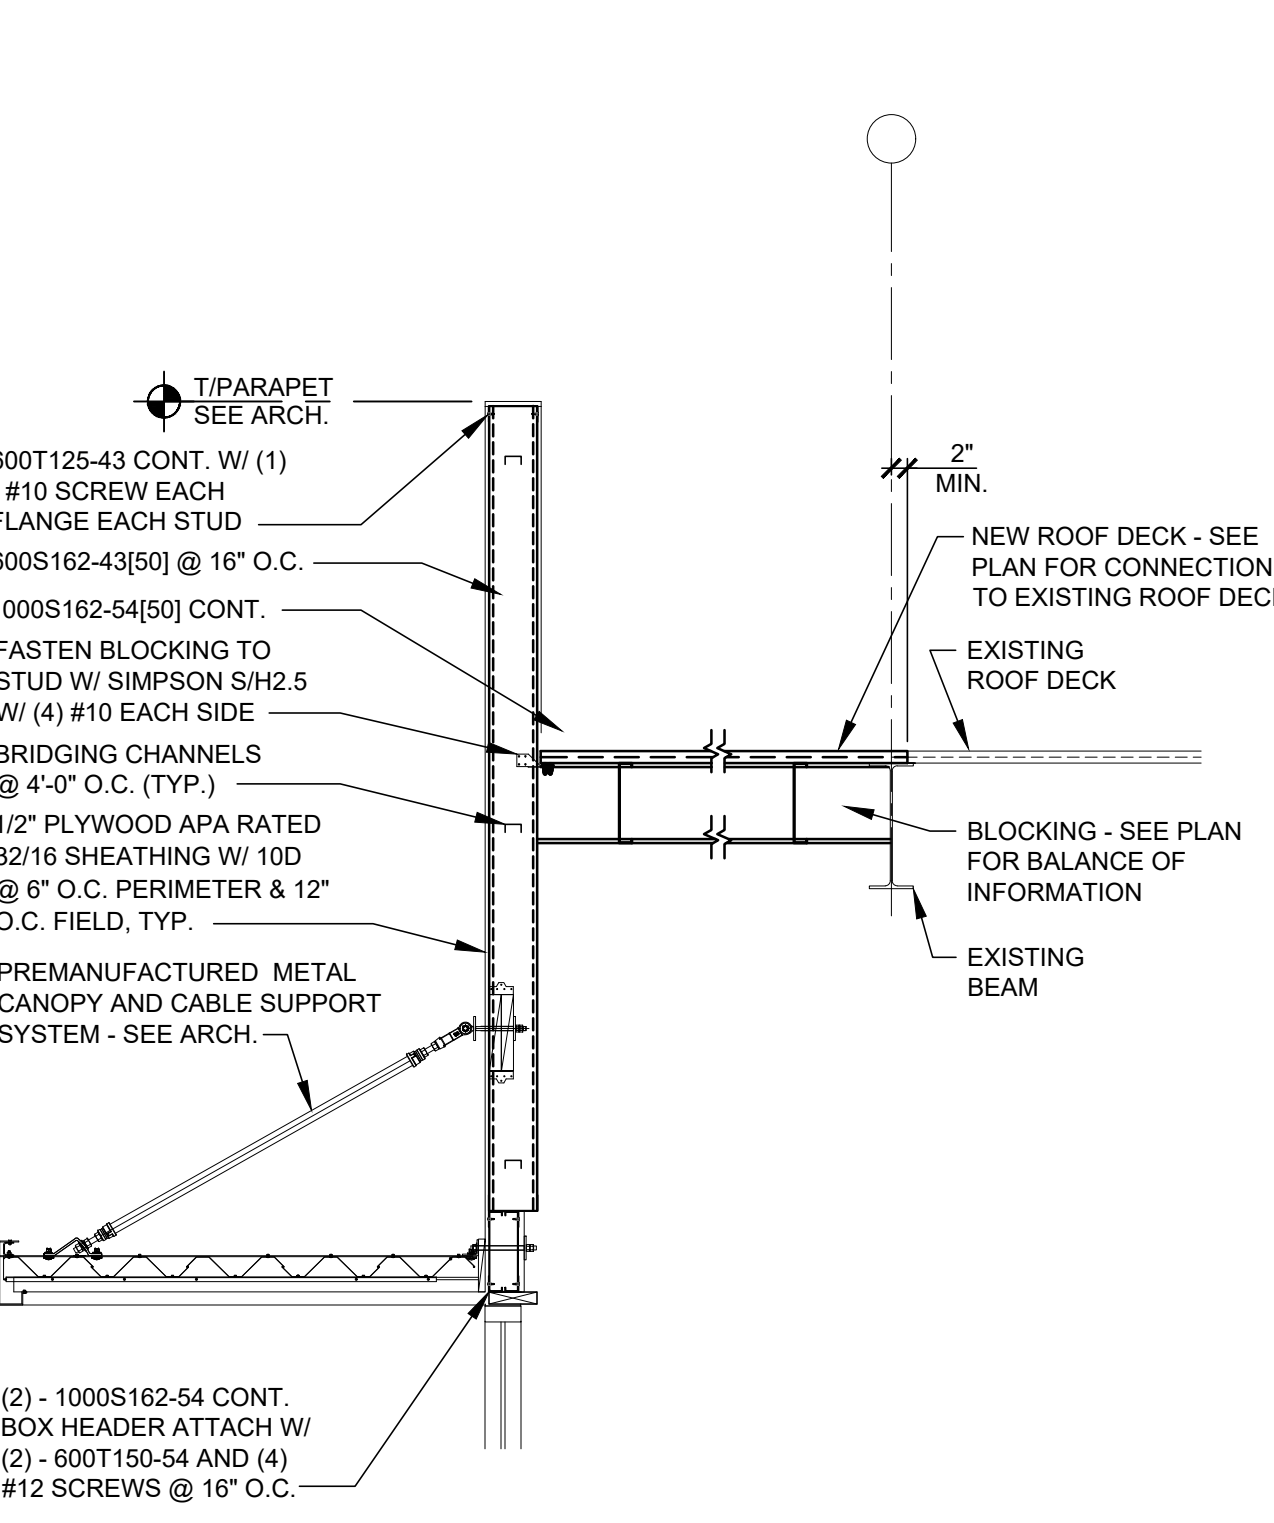 T/PARAPET
SEE ARCH.
600T125-43 CONT. W/ (1)
#10 SCREW EACH
FLANGE EACH STUD
600S162-43[50] @ 16" O.C.
1000S162-54[50] CONT.
FASTEN BLOCKING TO
STUD W/ SIMPSON S/H2.5
W/ (4) #10 EACH SIDE
BRIDGING CHANNELS
@ 4'-0" O.C. (TYP.)
1/2" PLYWOOD APA RATED
32/16 SHEATHING W/ 10D
@ 6" O.C. PERIMETER & 12"
O.C. FIELD, TYP.
PREMANUFACTURED METAL
CANOPY AND CABLE SUPPORT
SYSTEM - SEE ARCH.
(2) - 1000S162-54 CONT.
BOX HEADER ATTACH W/
(2) - 600T150-54 AND (4)
#12 SCREWS @ 16" O.C.
2"
MIN.
NEW ROOF DECK - SEE
PLAN FOR CONNECTION
TO EXISTING ROOF DECK
EXISTING
ROOF DECK
BLOCKING - SEE PLAN
FOR BALANCE OF
INFORMATION
EXISTING
BEAM